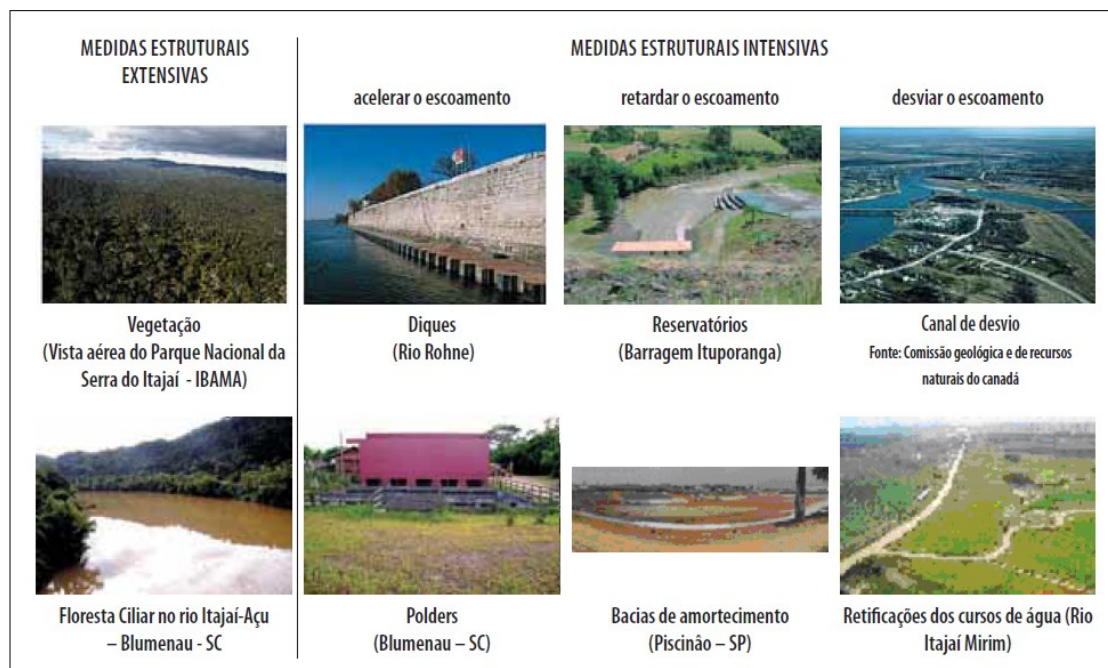 MEDIDAS ESTRUTURAIS
EXTENSIVAS
MEDIDAS ESTRUTURAIS INTENSIVAS
acelerar o escoamento
retardar o escoamento
desviar o escoamento
Vegetação
(Vista aérea do Parque Nacional da
Serra do Itajaí - IBAMA)
Diques
(Rio Rohne)
Reservatórios
(Barragem Ituporanga)
Canal de desvio
Fonte: Comissão geológica e de recursos
naturais do canadá
Floresta Ciliar no rio Itajaí-Açu
– Blumenau - SC
Polders
(Blumenau – SC)
Bacias de amortecimento
(Piscinâo – SP)
Retificações dos cursos de água (Rio
Itajaí Mirim)